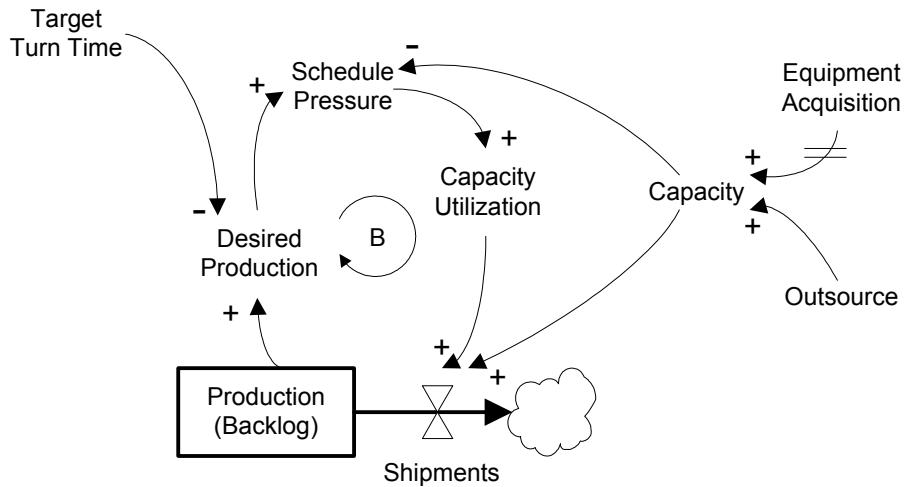 Target
Turn Time
-
+
Schedule
Pressure
-
+
Equipment
Acquisition
+
Capacity
Utilization
Capacity
+
-
Desired
Production
B
Outsource
+
+
+
Production
(Backlog)
Shipments